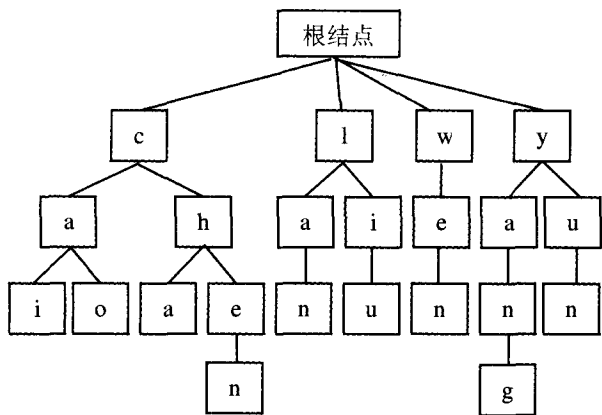 根结点
c l w y
a h a i e a u
i o a e n u n n n
n g